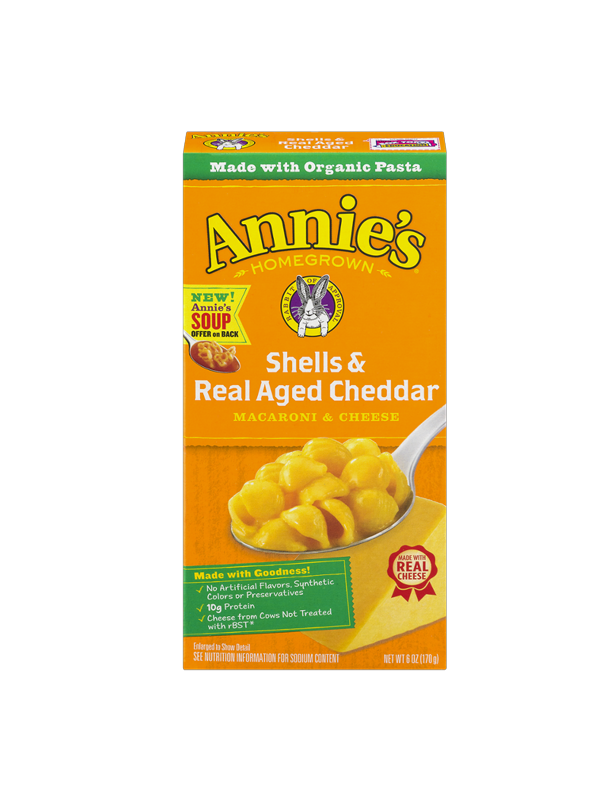 Annie's
Shells &
Real Aged
Cheddar
Made with Organic Pasta
Annie's
HOMEGROWN
RABBIT OF APPROVAL
NEW!
Annie's
SOUP
OFFER on BACK
Shells &
Real Aged Cheddar
MACARONI & CHEESE
MADE WITH
REAL
CHEESE
Made with Goodness!
✓ No Artificial Flavors, Synthetic
Colors or Preservatives
✓ 10g Protein
✓ Cheese from Cows Not Treated
with rBST*
Enlarged to Show Detail
SEE NUTRITION INFORMATION FOR SODIUM CONTENT
NET WT 6 OZ (170g)